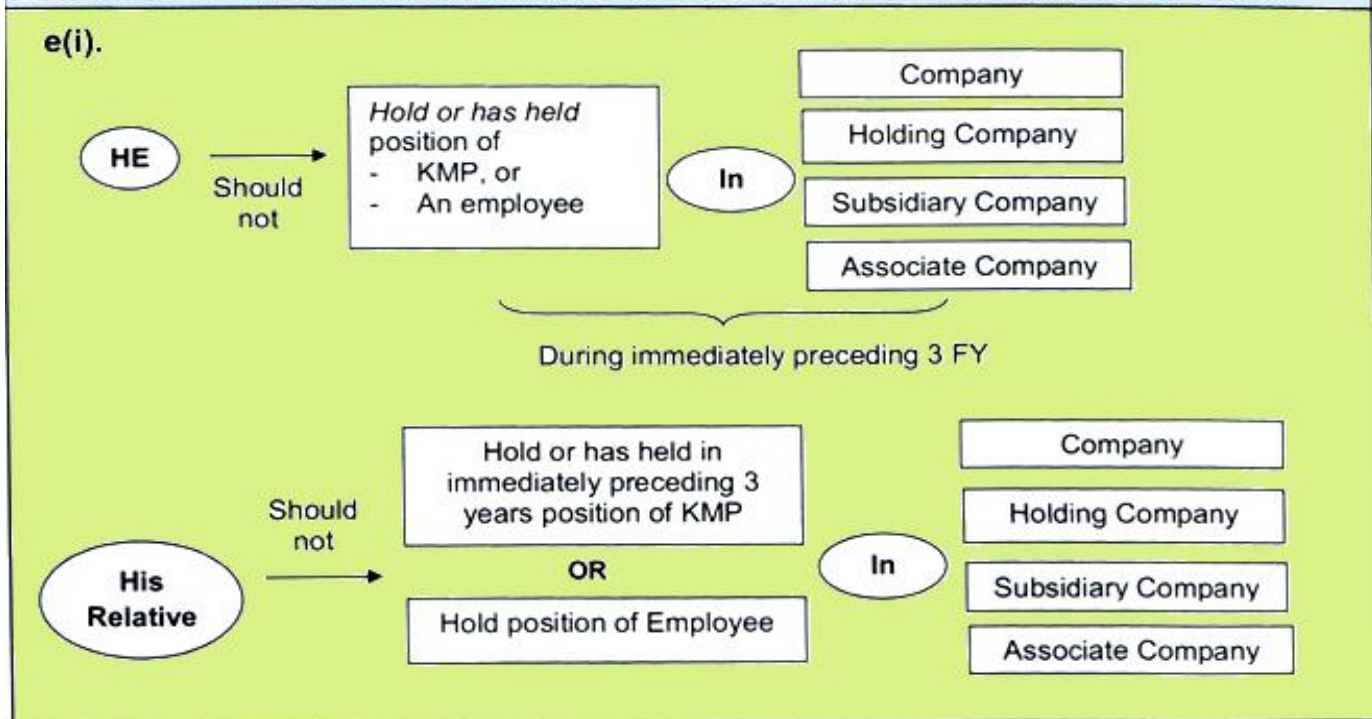 e(i).
HE
Should
not
Hold or has held
position of
- KMP, or
- An employee
In
Company
Holding Company
Subsidiary Company
Associate Company
During immediately preceding 3 FY
His
Relative
Should
not
Hold or has held in
immediately preceding 3
years position of KMP
OR
Hold position of Employee
In
Company
Holding Company
Subsidiary Company
Associate Company